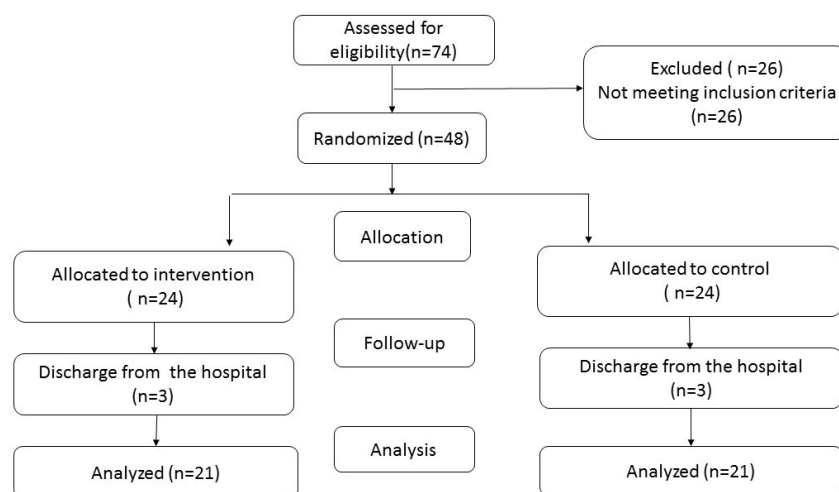 Assessed for
eligibility(n=74)
Excluded ( n=26)
Not meeting inclusion criteria
(n=26)
Randomized (n=48)
Allocation
Allocated to intervention
( n=24)
Allocated to control
( n=24)
Follow-up
Discharge from the hospital
(n=3)
Discharge from the hospital
(n=3)
Analysis
Analyzed (n=21)
Analyzed (n=21)